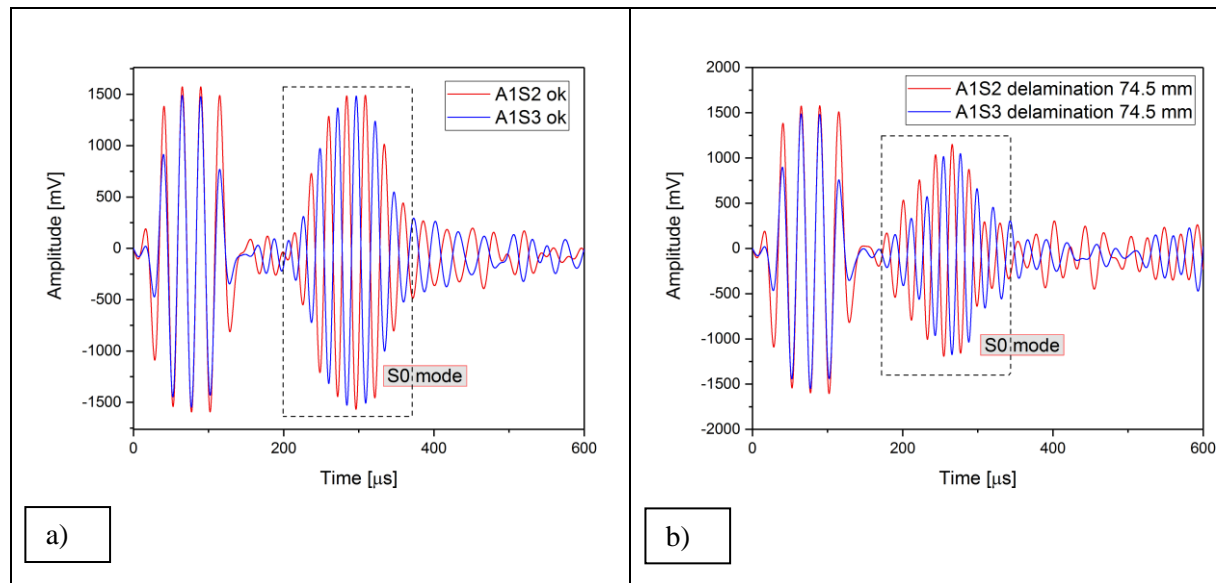 A1S2 ok
A1S3 ok
1500
1000
500
0
-500
-1000
-1500
Amplitude [mV]
S0 mode
0 200 400 600
Time [μs]
a)
A1S2 delamination 74.5 mm
A1S3 delamination 74.5 mm
2000
1500
1000
500
0
-500
-1000
-1500
-2000
Amplitude [mV]
S0 mode
0 200 400 600
Time [μs]
b)